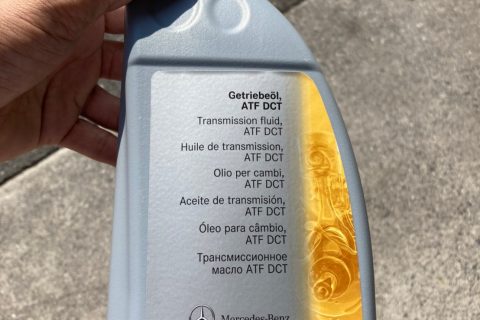 Getriebeöl,
ATF DCT
Transmission fluid,
ATF DCT
Huile de transmission,
ATF DCT
Olio per cambi,
ATF DCT
Aceite de transmisión,
ATF DCT
Óleo para câmbio,
ATF DCT
Трансмиссионное
масло ATF DCT
Mercedes-Benz